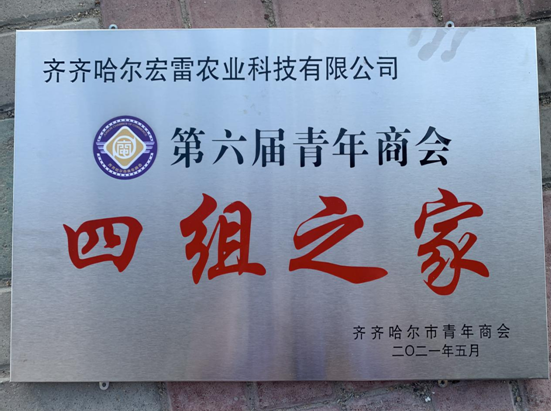 齐齐哈尔宏雷农业科技有限公司
第六届青年商会
四组之家
齐齐哈尔市青年商会
二〇二一年五月